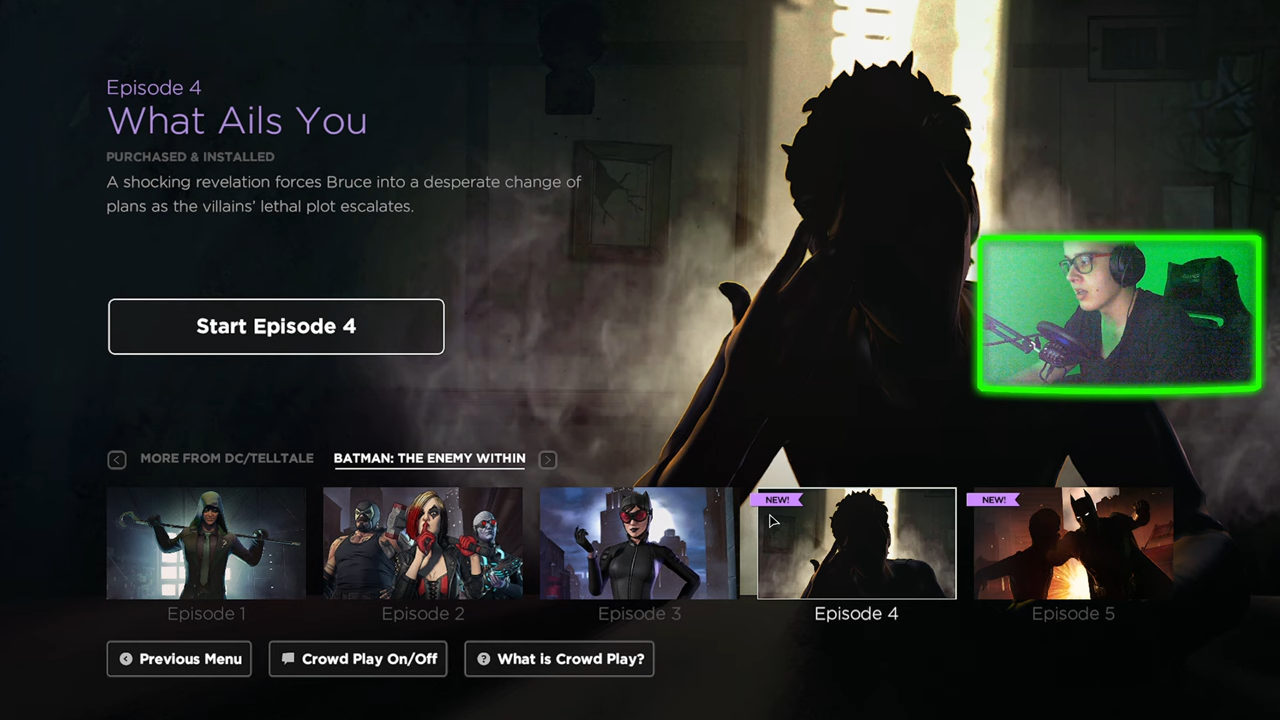 Episode 4
What Ails You
PURCHASED & INSTALLED
A shocking revelation forces Bruce into a desperate change of
plans as the villains' lethal plot escalates.
Start Episode 4
MORE FROM DC/TELLTALE
BATMAN: THE ENEMY WITHIN
NEW!
NEW!
Episode 1
Episode 2
Episode 3
Episode 4
Episode 5
Previous Menu
Crowd Play On/Off
What is Crowd Play?